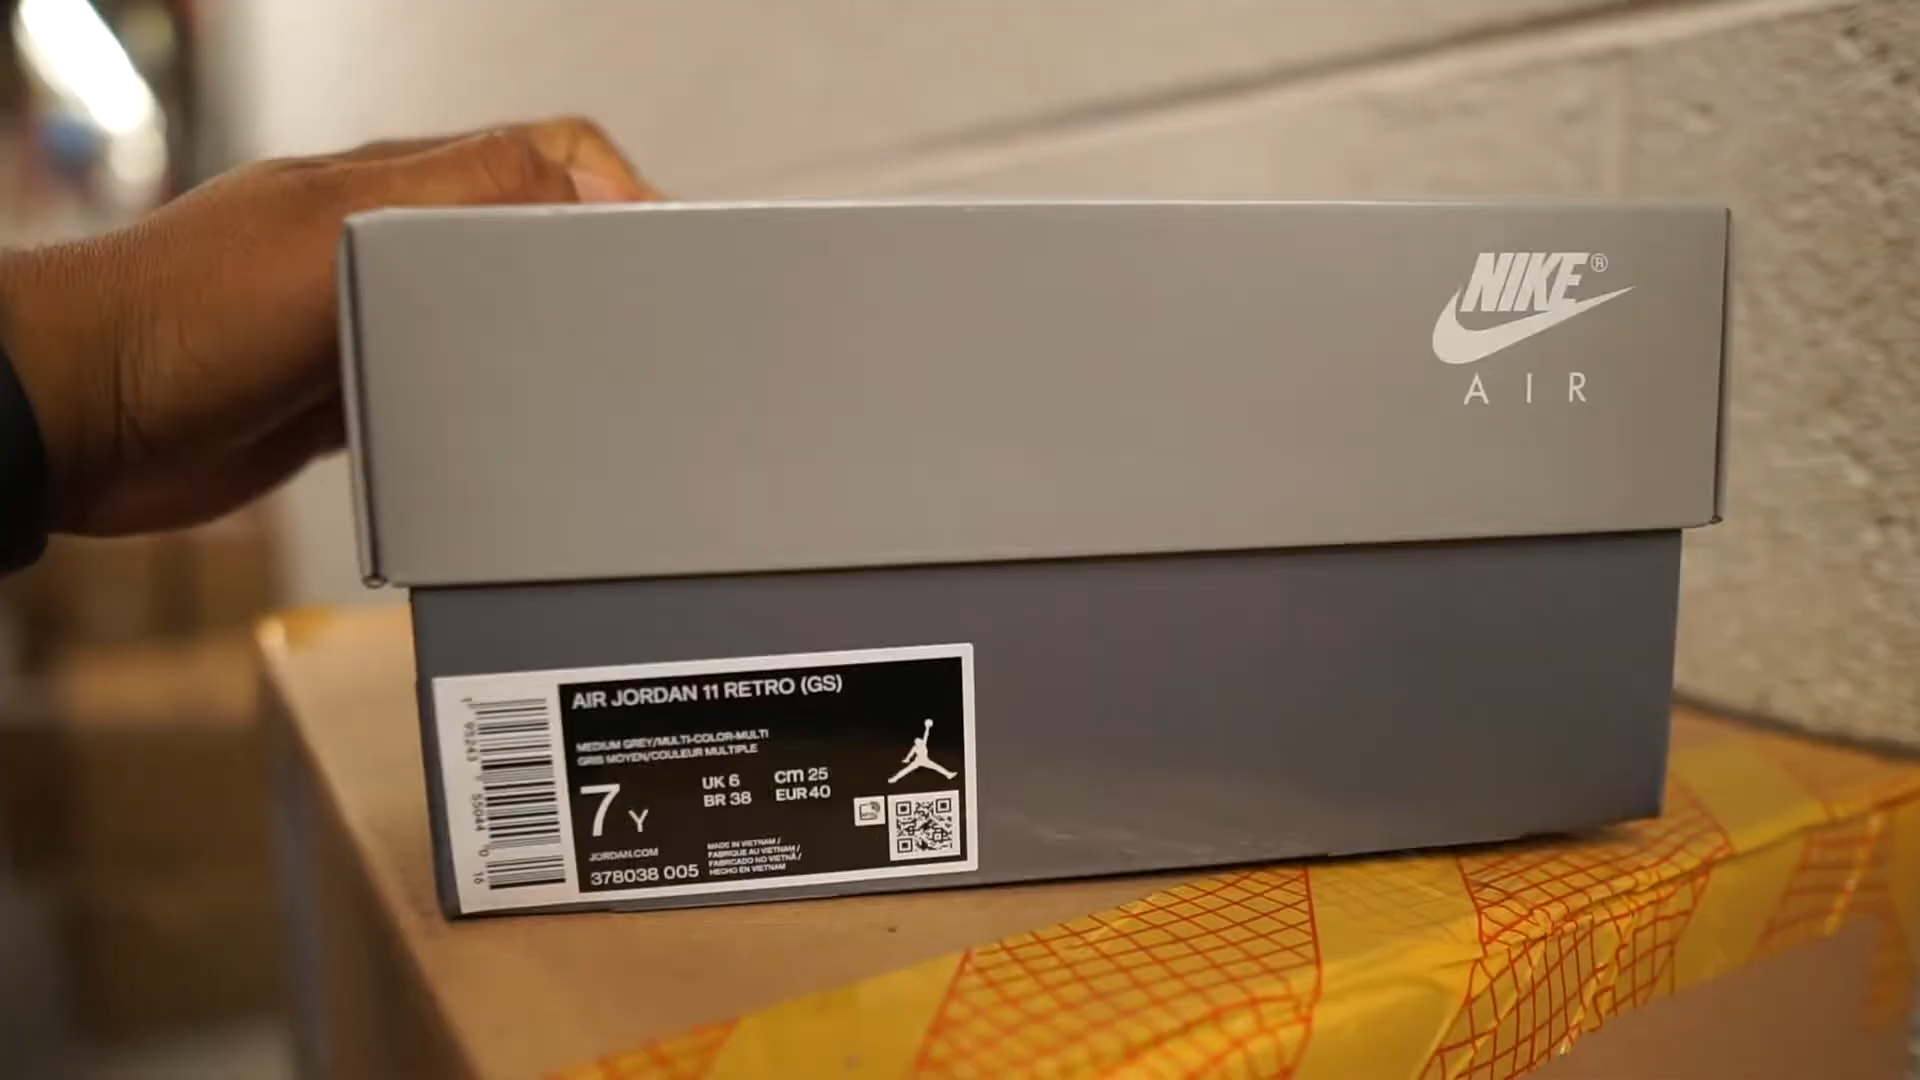 NIKE®
AIR
AIR JORDAN 11 RETRO (GS)
MEDIUM GREY/MULTI-COLOR-MULTI
GRIS MOYEN/COULEUR MULTIPLE
7 Y
UK 6 CM 25
BR 38 EUR 40
JORDAN.COM
378038 005
MADE IN VIETNAM /
FABRIQUE AU VIETNAM /
FABRICADO NO VIETNÃ /
HECHO EN VIETNAM